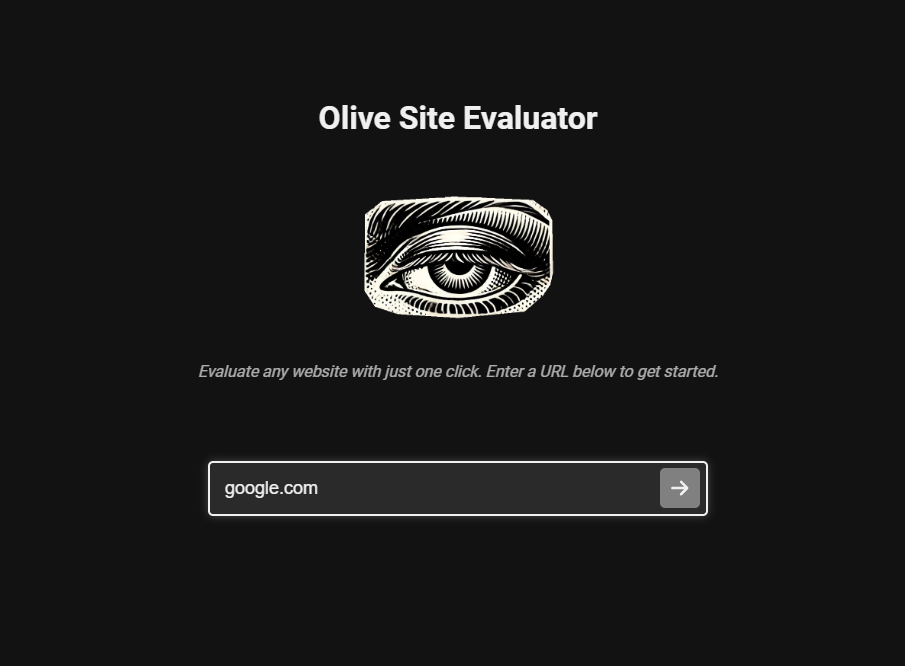 Olive Site Evaluator
Evaluate any website with just one click. Enter a URL below to get started.
google.com